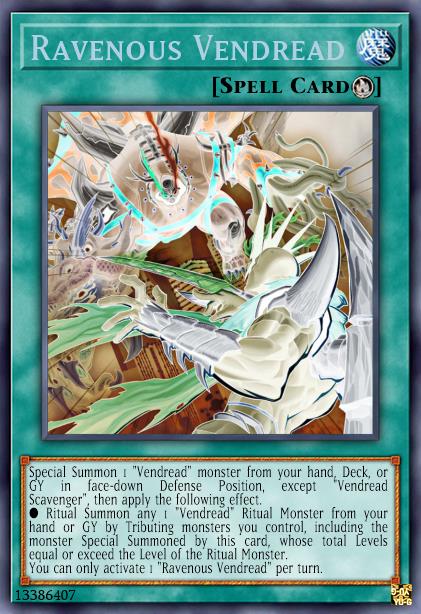 Ravenous Vendread
魔
[Spell Card]
Special Summon 1 "Vendread" monster from your hand, Deck, or
GY in face-down Defense Position, except "Vendread
Scavenger", then apply the following effect.
● Ritual Summon any 1 "Vendread" Ritual Monster from your
hand or GY by Tributing monsters you control, including the
monster Special Summoned by this card, whose total Levels
equal or exceed the Level of the Ritual Monster.
You can only activate 1 "Ravenous Vendread" per turn.
13386407